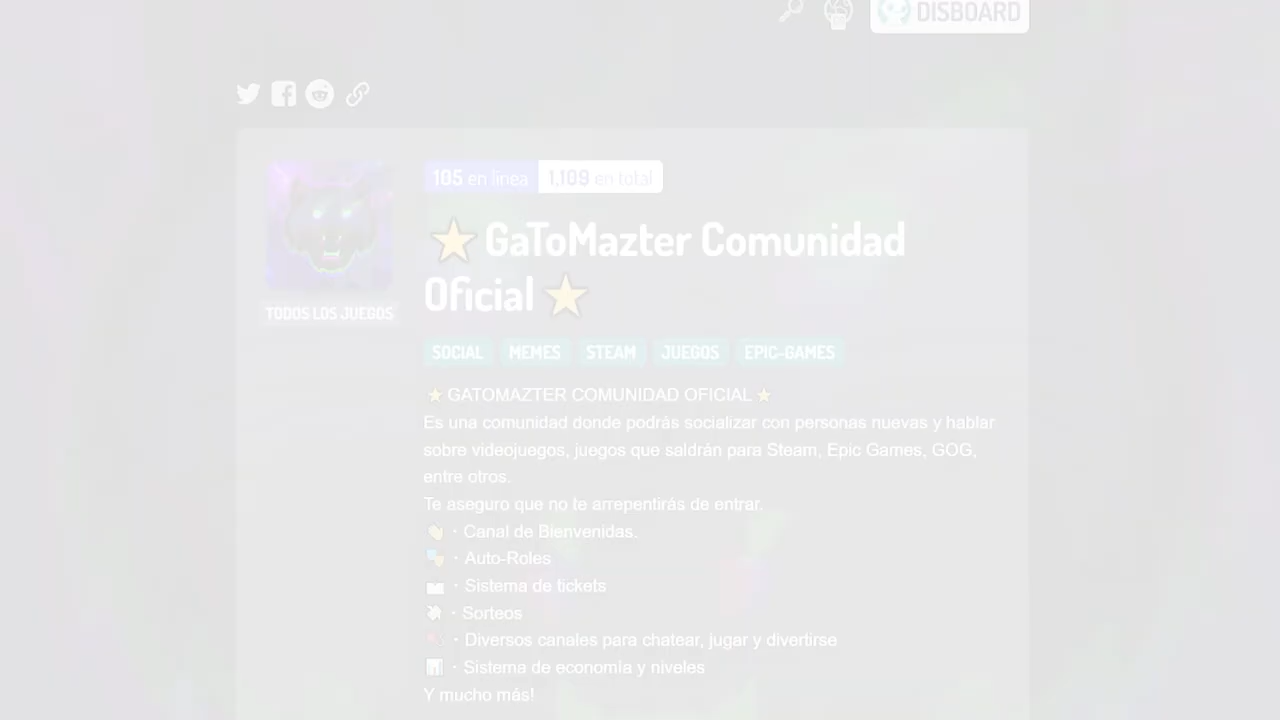 DISBOARD
105 en línea 1,109 en total
⭐ GaToMazter Comunidad
Oficial ⭐
TODOS LOS JUEGOS
SOCIAL MEMES STEAM JUEGOS EPIC-GAMES
⭐ GATOMAZTER COMUNIDAD OFICIAL ⭐
Es una comunidad donde podrás socializar con personas nuevas y hablar
sobre videojuegos, juegos que saldrán para Steam, Epic Games, GOG,
entre otros.
Te aseguro que no te arrepentirás de entrar.
・Canal de Bienvenidas.
・Auto-Roles
・Sistema de tickets
・Sorteos
・Diversos canales para chatear, jugar y divertirse
・Sistema de economía y niveles
Y mucho más!